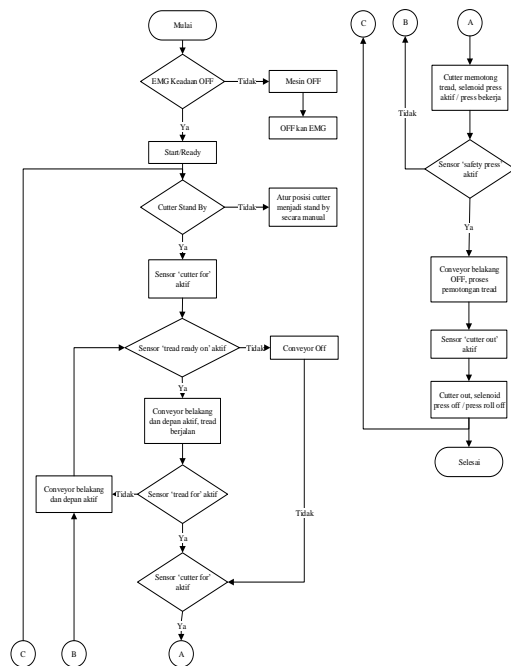 Mulai
EMG Keadaan OFF
Tidak
Mesin OFF
OFF kan EMG
Ya
Start/Ready
Cutter Stand By
Tidak
Atur posisi cutter
menjadi stand by
secara manual
Ya
Sensor ‘cutter for’
aktif
Sensor ‘tread ready on’ aktif
Tidak
Conveyor Off
Ya
Conveyor belakang
dan depan aktif, tread
berjalan
Sensor ‘tread for’ aktif
Tidak
Conveyor belakang
dan depan aktif
Tidak
Ya
Sensor ‘cutter for’
aktif
Ya
C
B
A
C
B
A
Cutter memotong
tread, selenoid press
aktif / press bekerja
Tidak
Sensor ‘safety press’
aktif
Ya
Conveyor belakang
OFF, proses
pemotongan tread
Sensor ‘cutter out’
aktif
Cutter out, selenoid
press off / press roll off
Selesai